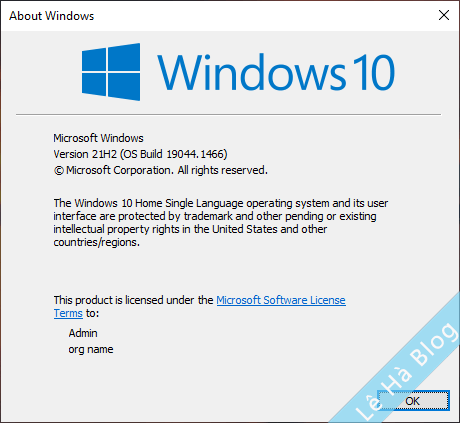 About Windows
Windows 10
Microsoft Windows
Version 21H2 (OS Build 19044.1466)
© Microsoft Corporation. All rights reserved.
The Windows 10 Home Single Language operating system and its user
interface are protected by trademark and other pending or existing
intellectual property rights in the United States and other
countries/regions.
This product is licensed under the Microsoft Software License
Terms to:
Admin
org name
OK
Lê Hà Blog